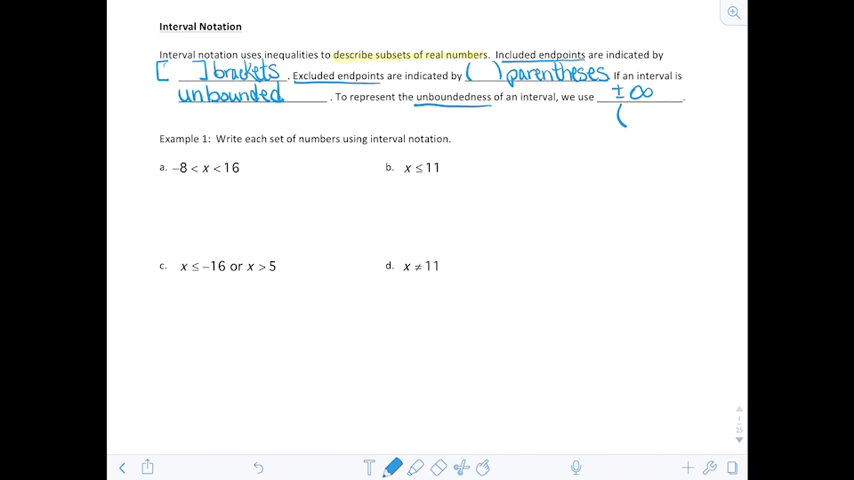 Interval Notation
Interval notation uses inequalities to describe subsets of real numbers. Included endpoints are indicated by
[ ] brackets. Excluded endpoints are indicated by ( ) parentheses If an interval is
unbounded. To represent the unboundedness of an interval, we use ±∞.
(
Example 1: Write each set of numbers using interval notation.
a. −8 < x < 16 b. x ≤ 11
c. x ≤ −16 or x > 5 d. x ≠ 11
1
25
T